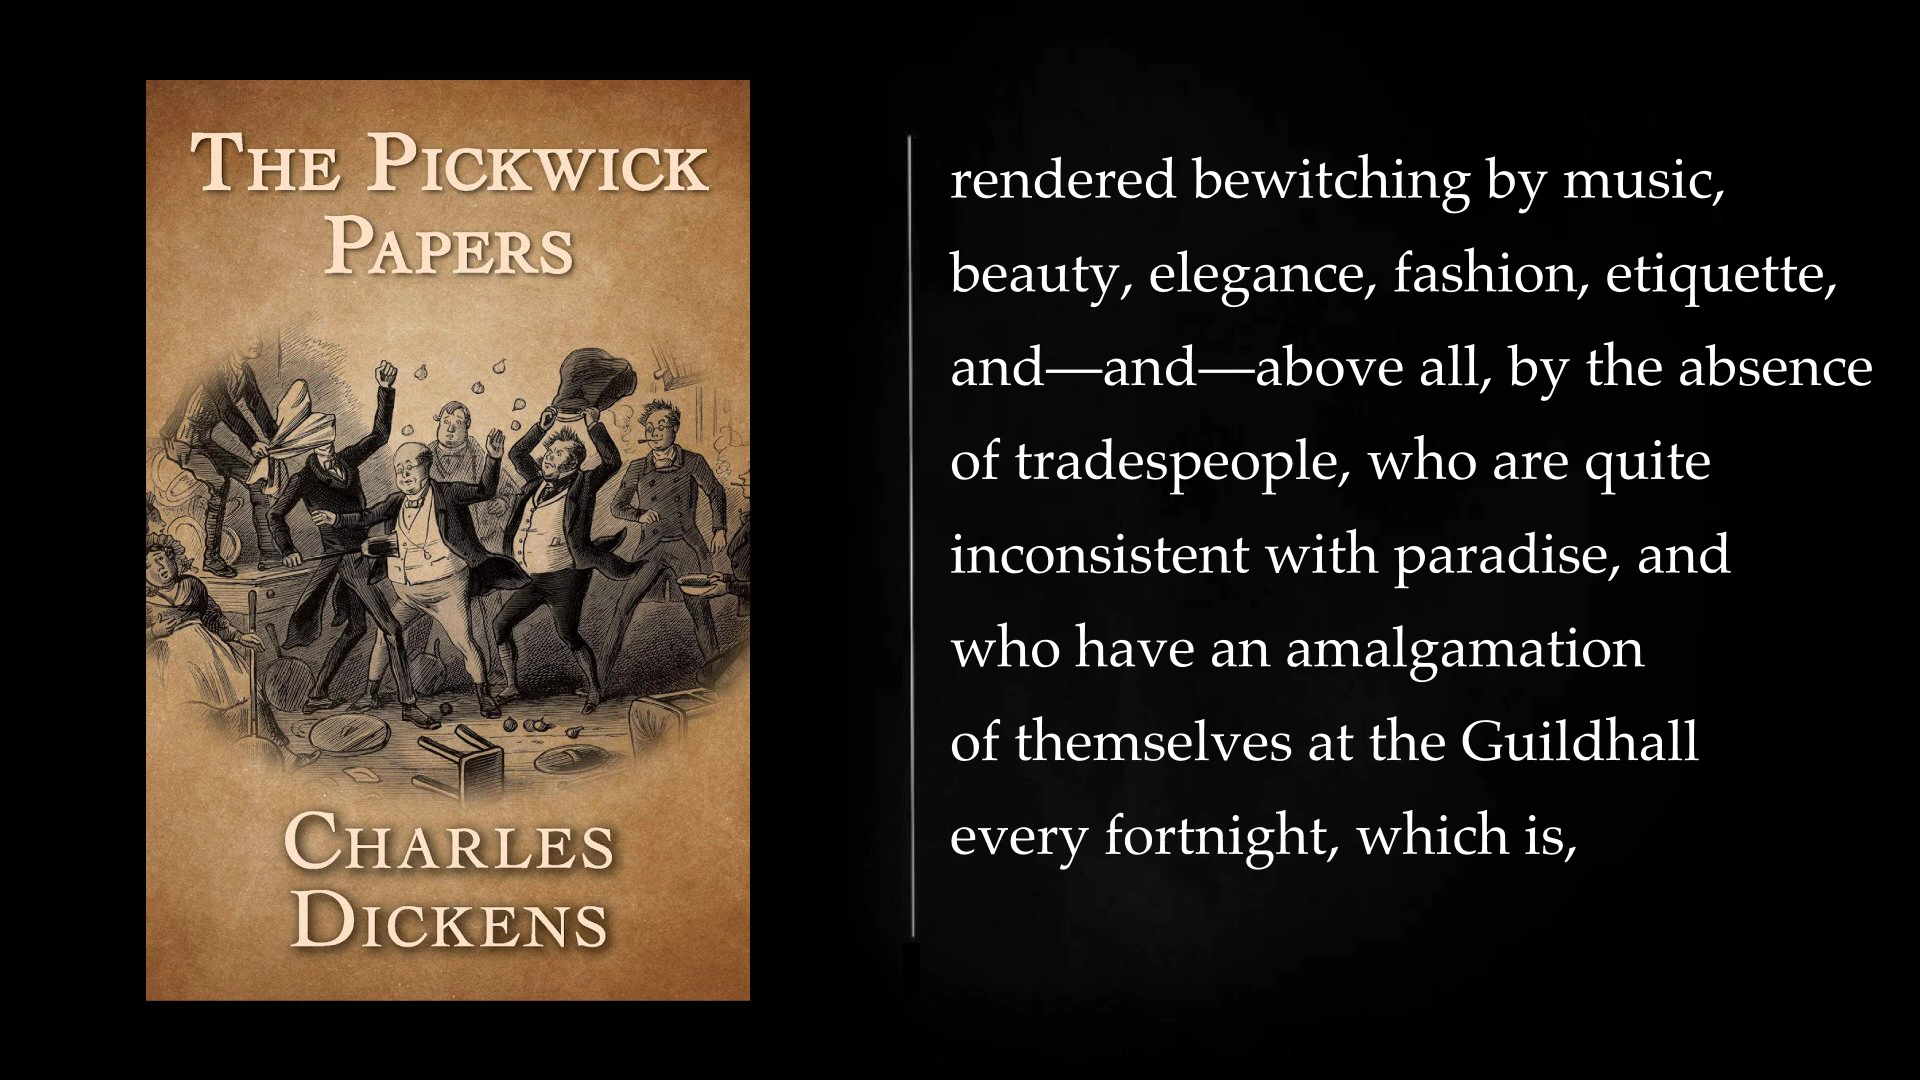 THE PICKWICK
PAPERS
CHARLES
DICKENS
rendered bewitching by music,
beauty, elegance, fashion, etiquette,
and—and—above all, by the absence
of tradespeople, who are quite
inconsistent with paradise, and
who have an amalgamation
of themselves at the Guildhall
every fortnight, which is,